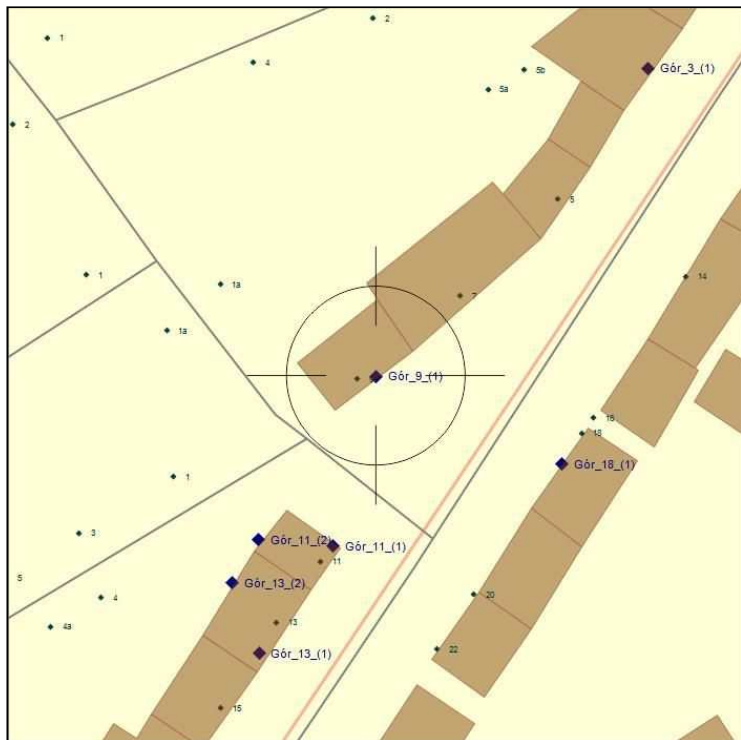 2
1
4
Gór_3_(1)
5b
5a
2
5
1
1a
14
7
1a
Gór_9_(1)
16
18
Gór_18_(1)
1
3
Gór_11_(2)
Gór_11_(1)
11
5
Gór_13_(2)
4
20
4a
13
22
Gór_13_(1)
15